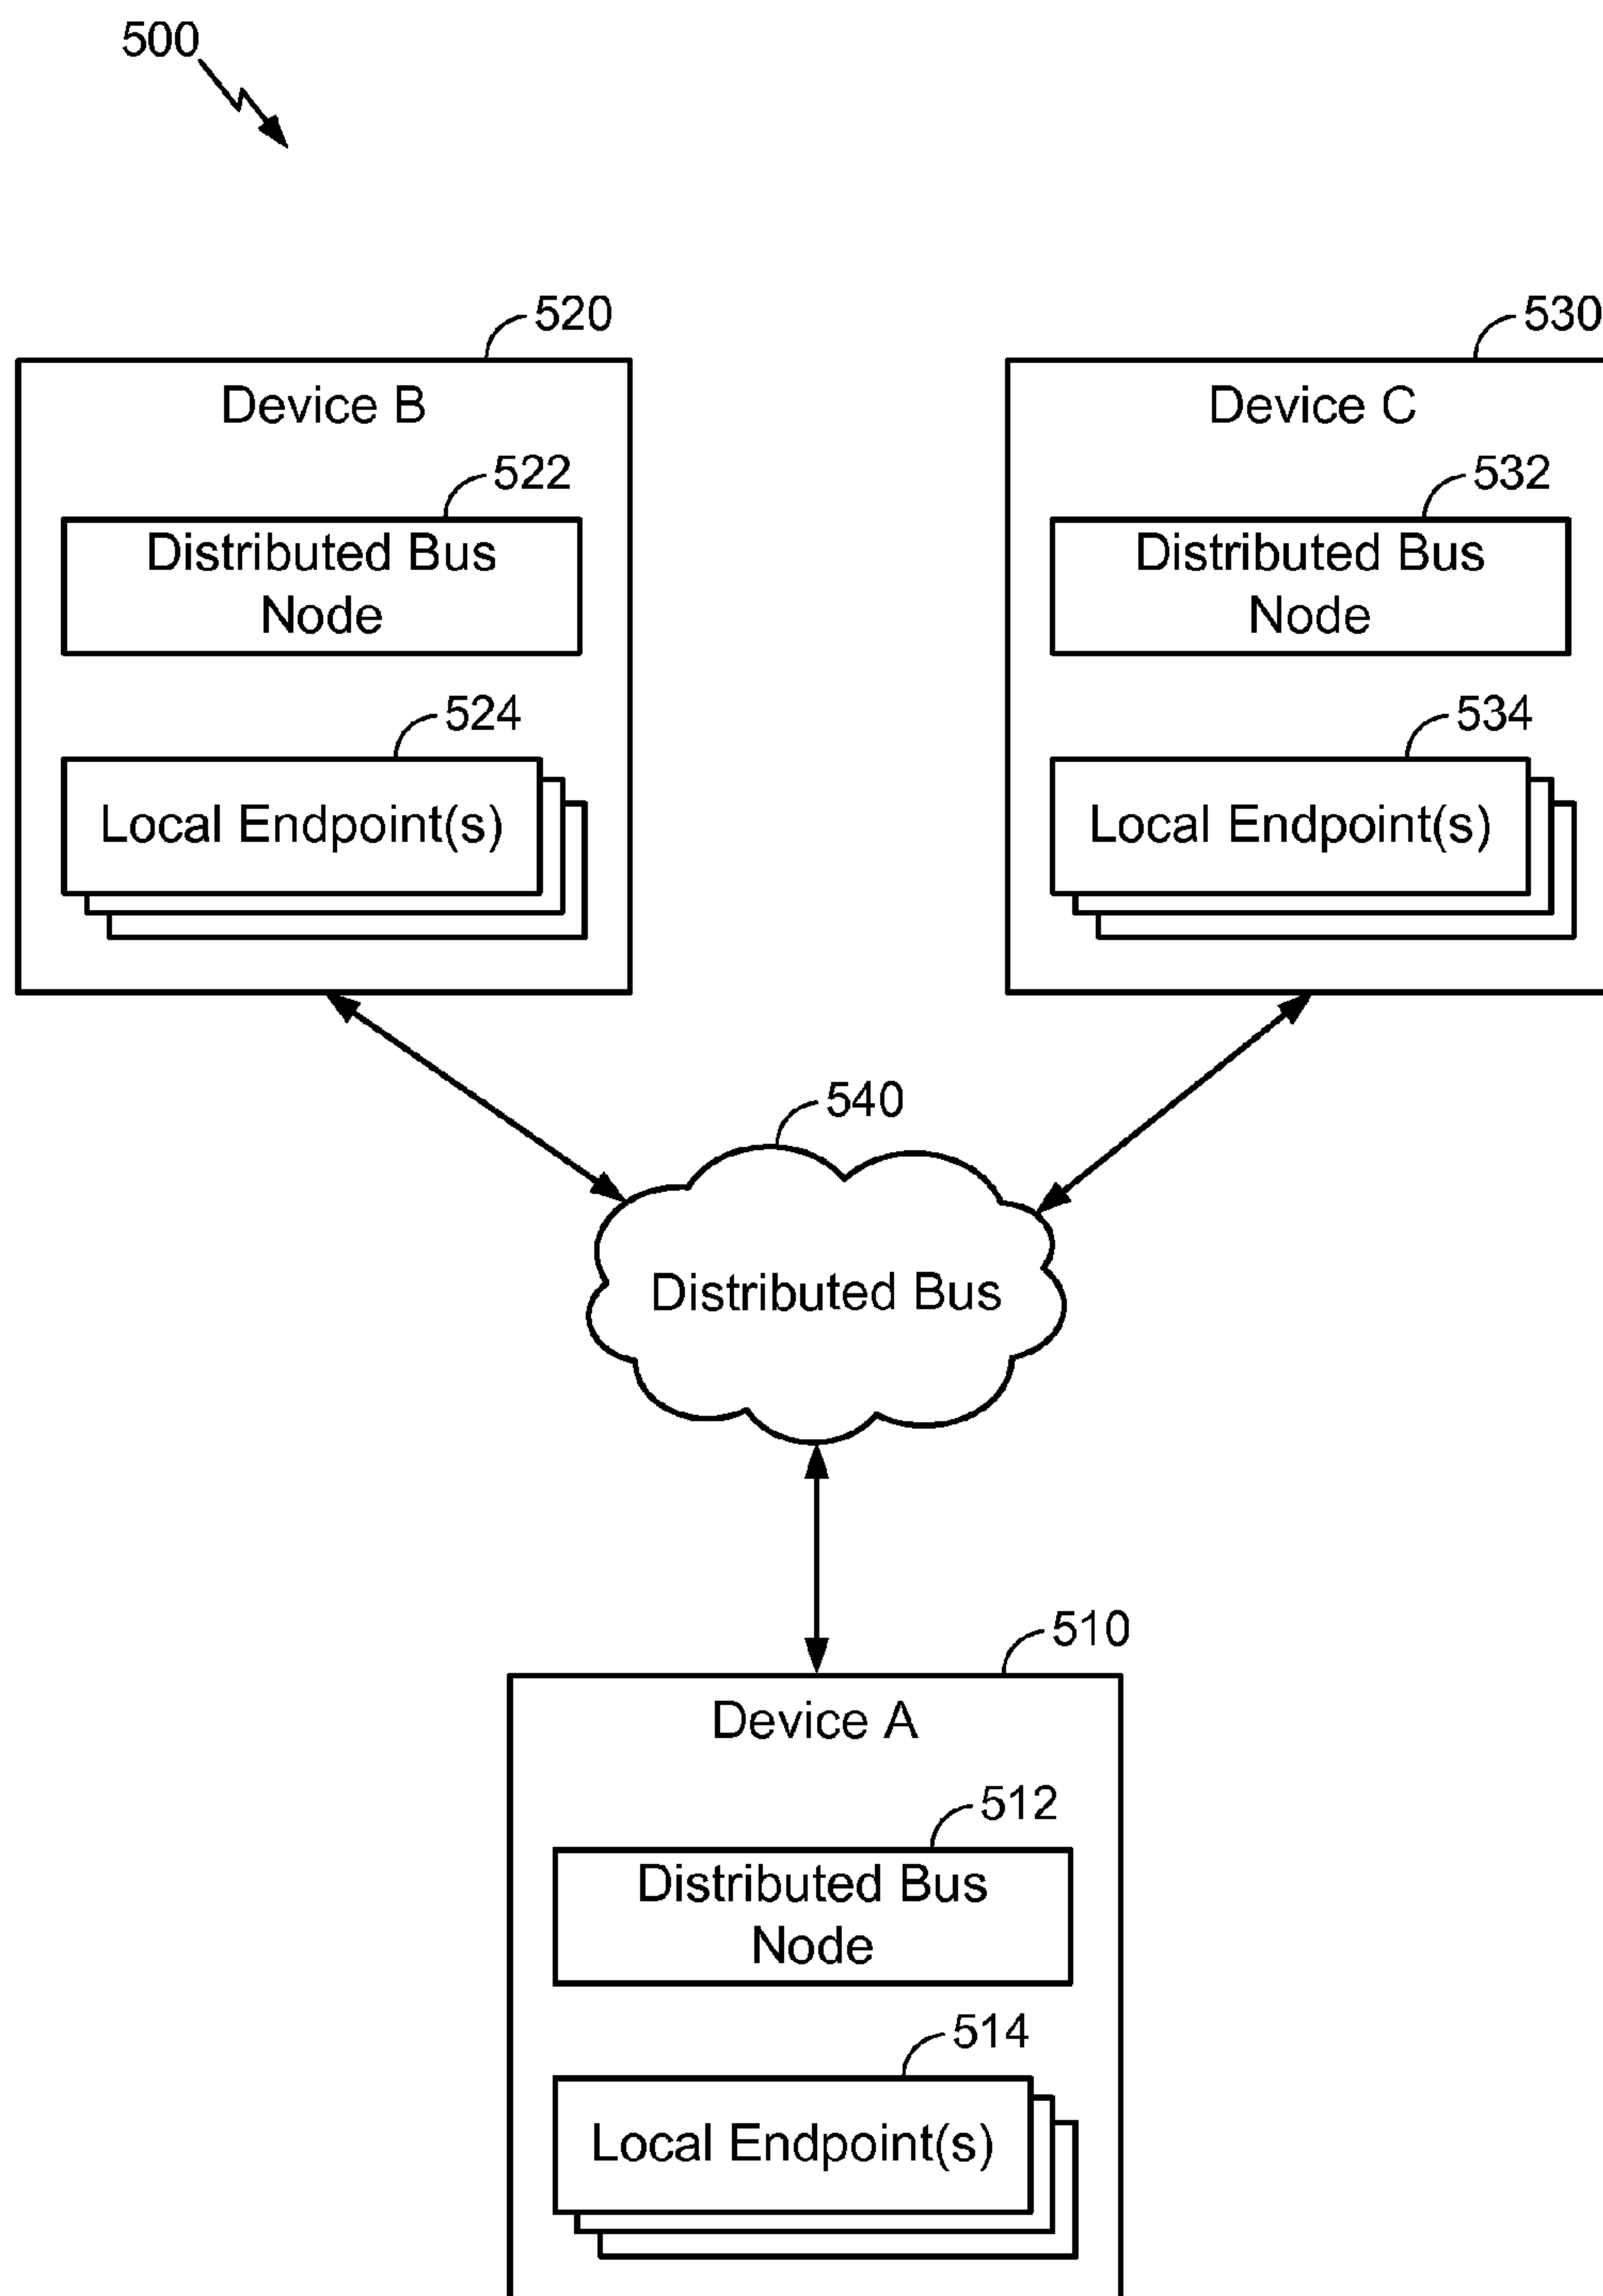 500
520
530
Device B
Device C
522
532
Distributed Bus
Node
Distributed Bus
Node
524
534
Local Endpoint(s)
Local Endpoint(s)
540
Distributed Bus
510
Device A
512
Distributed Bus
Node
514
Local Endpoint(s)